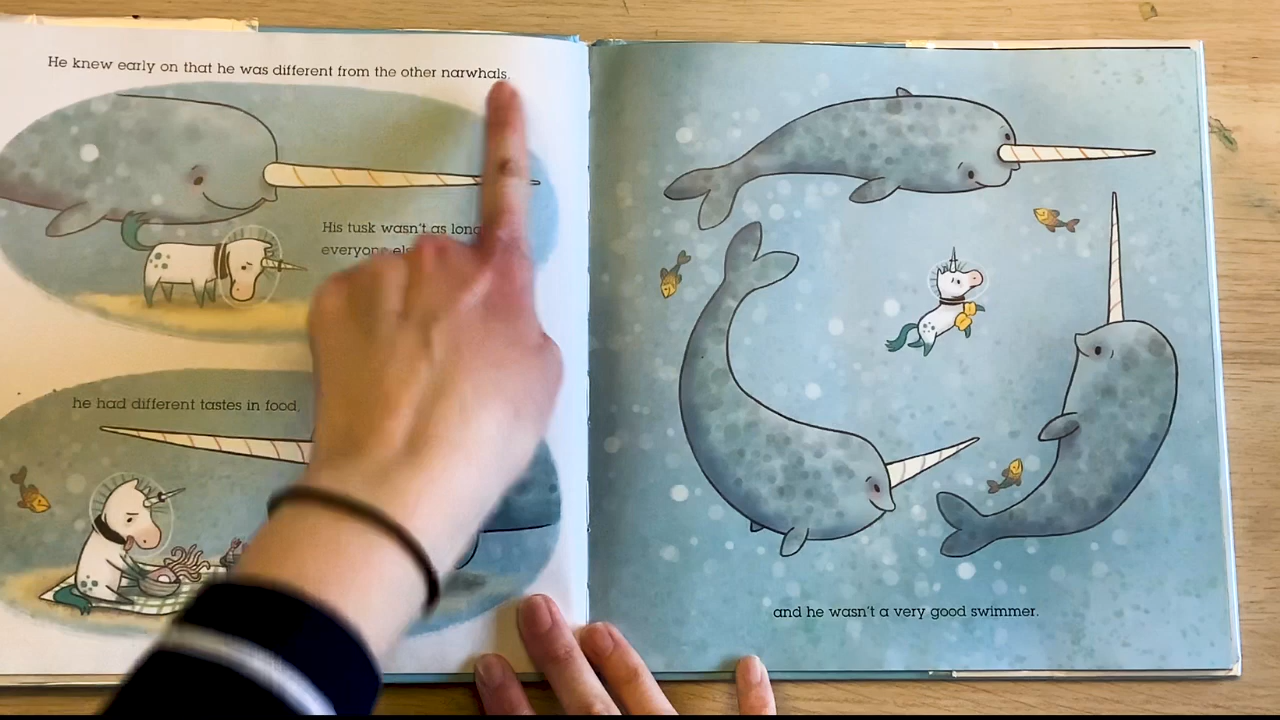 He knew early on that he was different from the other narwhals.
His tusk wasn't as long
everyone
he had different tastes in food,
and he wasn't a very good swimmer.